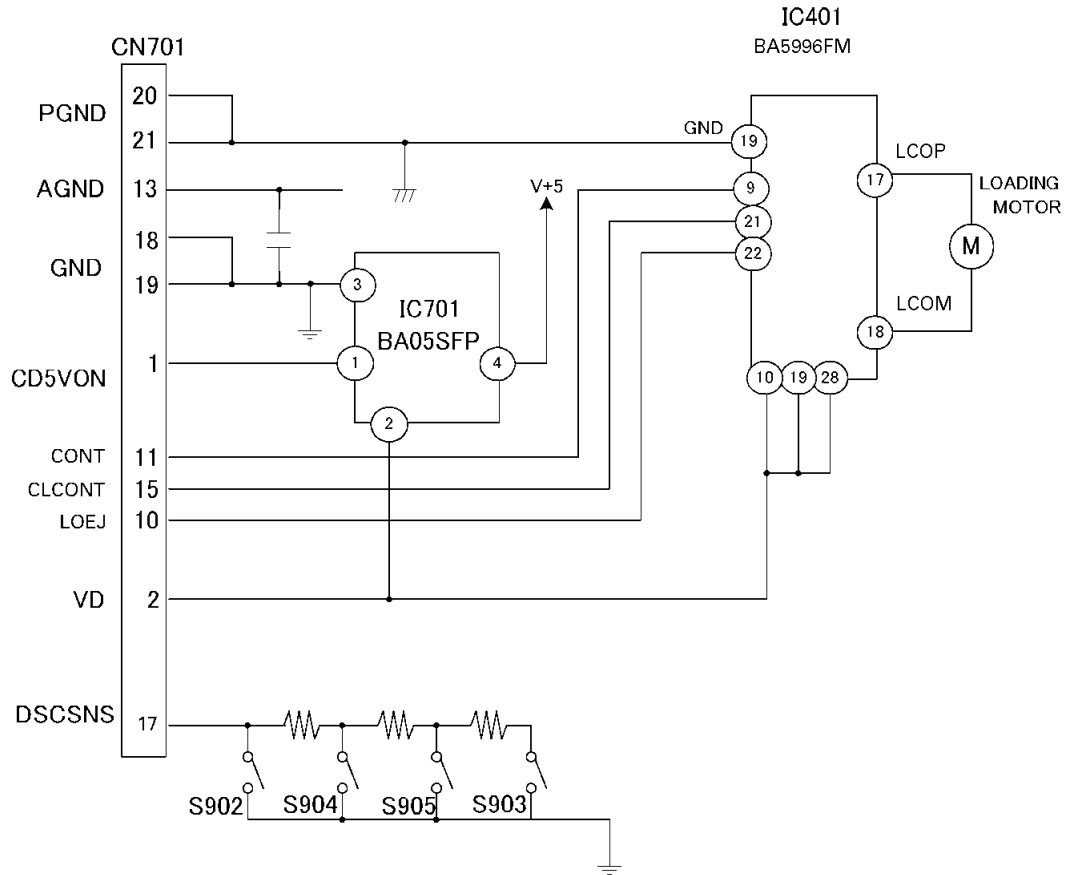 IC401
BA5996FM
CN701
PGND
20
21
AGND
13
18
GND
19
CD5VON
1
CONT
11
CLCONT
15
LOEJ
10
VD
2
DSCSNS
17
3
IC701
BA05SFP
1
4
2
V+5
GND
19
9
21
22
LCOP
17
LOADING
MOTOR
M
LCOM
18
10
19
28
S902
S904
S905
S903